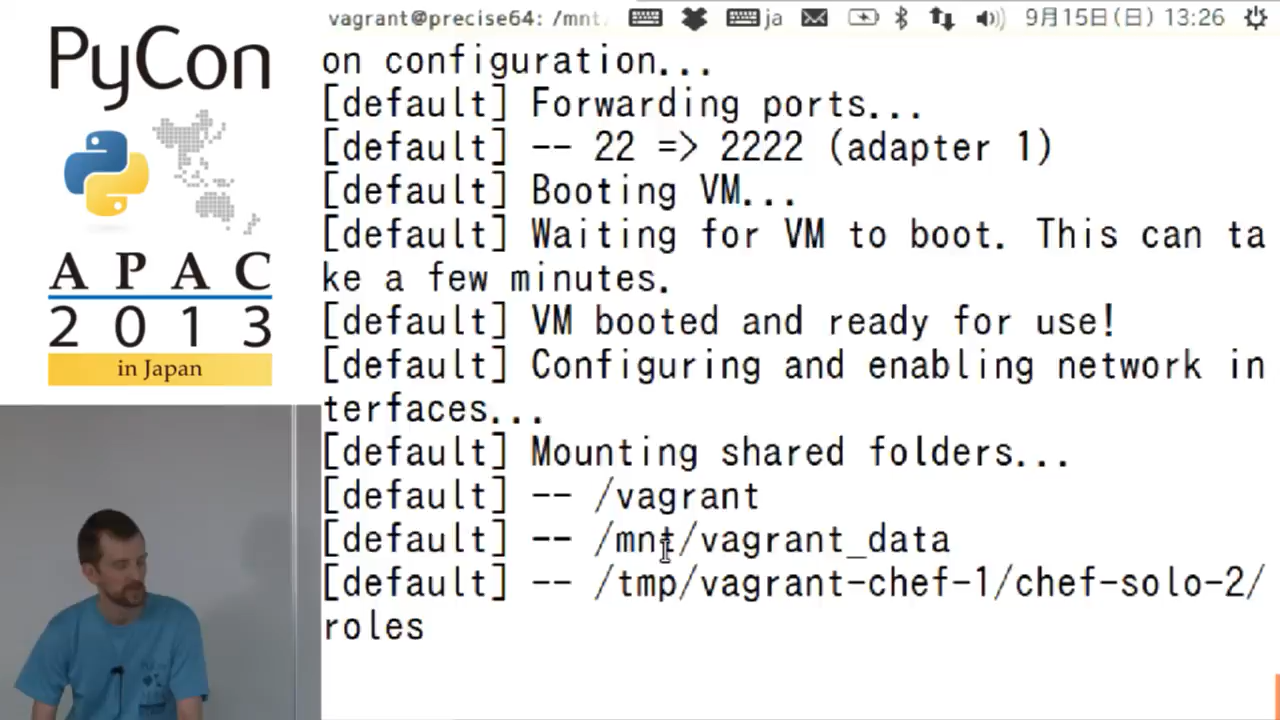 PyCon
APAC
2013
in Japan
vagrant@precise64: /mnt
ja
9月15日(日) 13:26
on configuration...
[default] Forwarding ports...
[default] -- 22 => 2222 (adapter 1)
[default] Booting VM...
[default] Waiting for VM to boot. This can ta
ke a few minutes.
[default] VM booted and ready for use!
[default] Configuring and enabling network in
terfaces...
[default] Mounting shared folders...
[default] -- /vagrant
[default] -- /mnt/vagrant_data
[default] -- /tmp/vagrant-chef-1/chef-solo-2/
roles